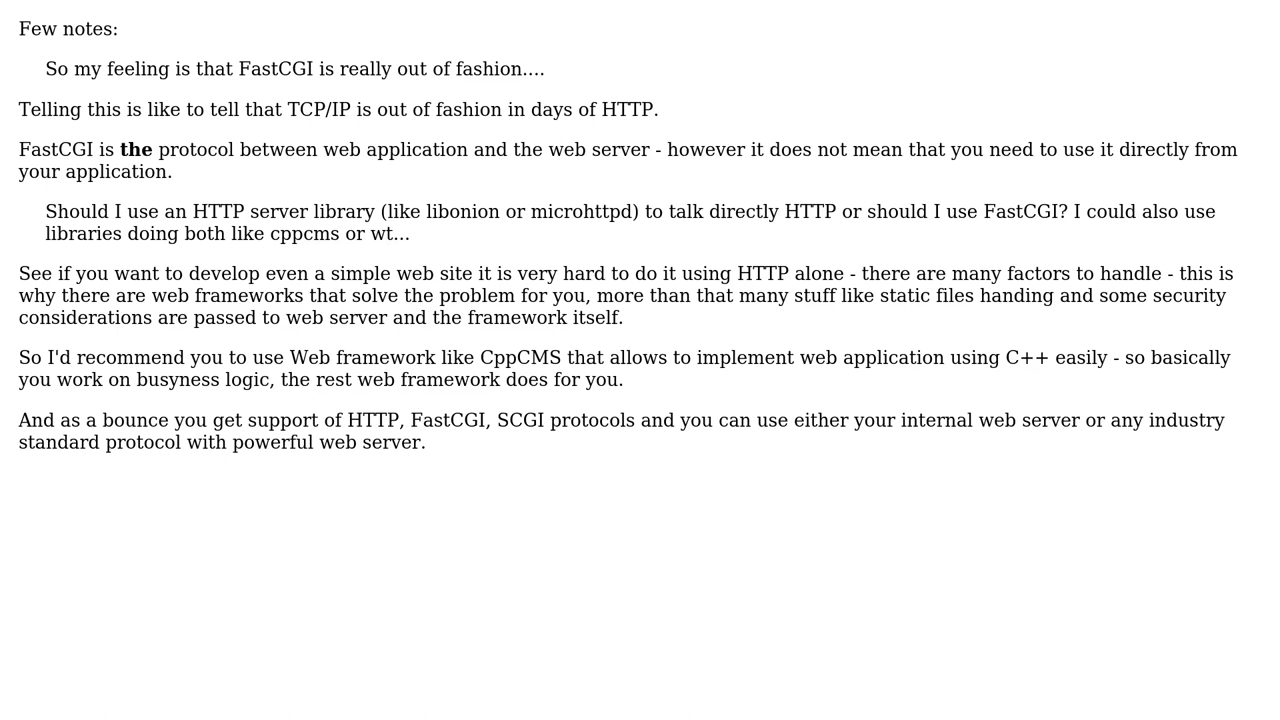 Few notes:
So my feeling is that FastCGI is really out of fashion....
Telling this is like to tell that TCP/IP is out of fashion in days of HTTP.
FastCGI is the protocol between web application and the web server - however it does not mean that you need to use it directly from
your application.
Should I use an HTTP server library (like libonion or microhttpd) to talk directly HTTP or should I use FastCGI? I could also use
libraries doing both like cppcms or wt...
See if you want to develop even a simple web site it is very hard to do it using HTTP alone - there are many factors to handle - this is
why there are web frameworks that solve the problem for you, more than that many stuff like static files handing and some security
considerations are passed to web server and the framework itself.
So I'd recommend you to use Web framework like CppCMS that allows to implement web application using C++ easily - so basically
you work on busyness logic, the rest web framework does for you.
And as a bounce you get support of HTTP, FastCGI, SCGI protocols and you can use either your internal web server or any industry
standard protocol with powerful web server.